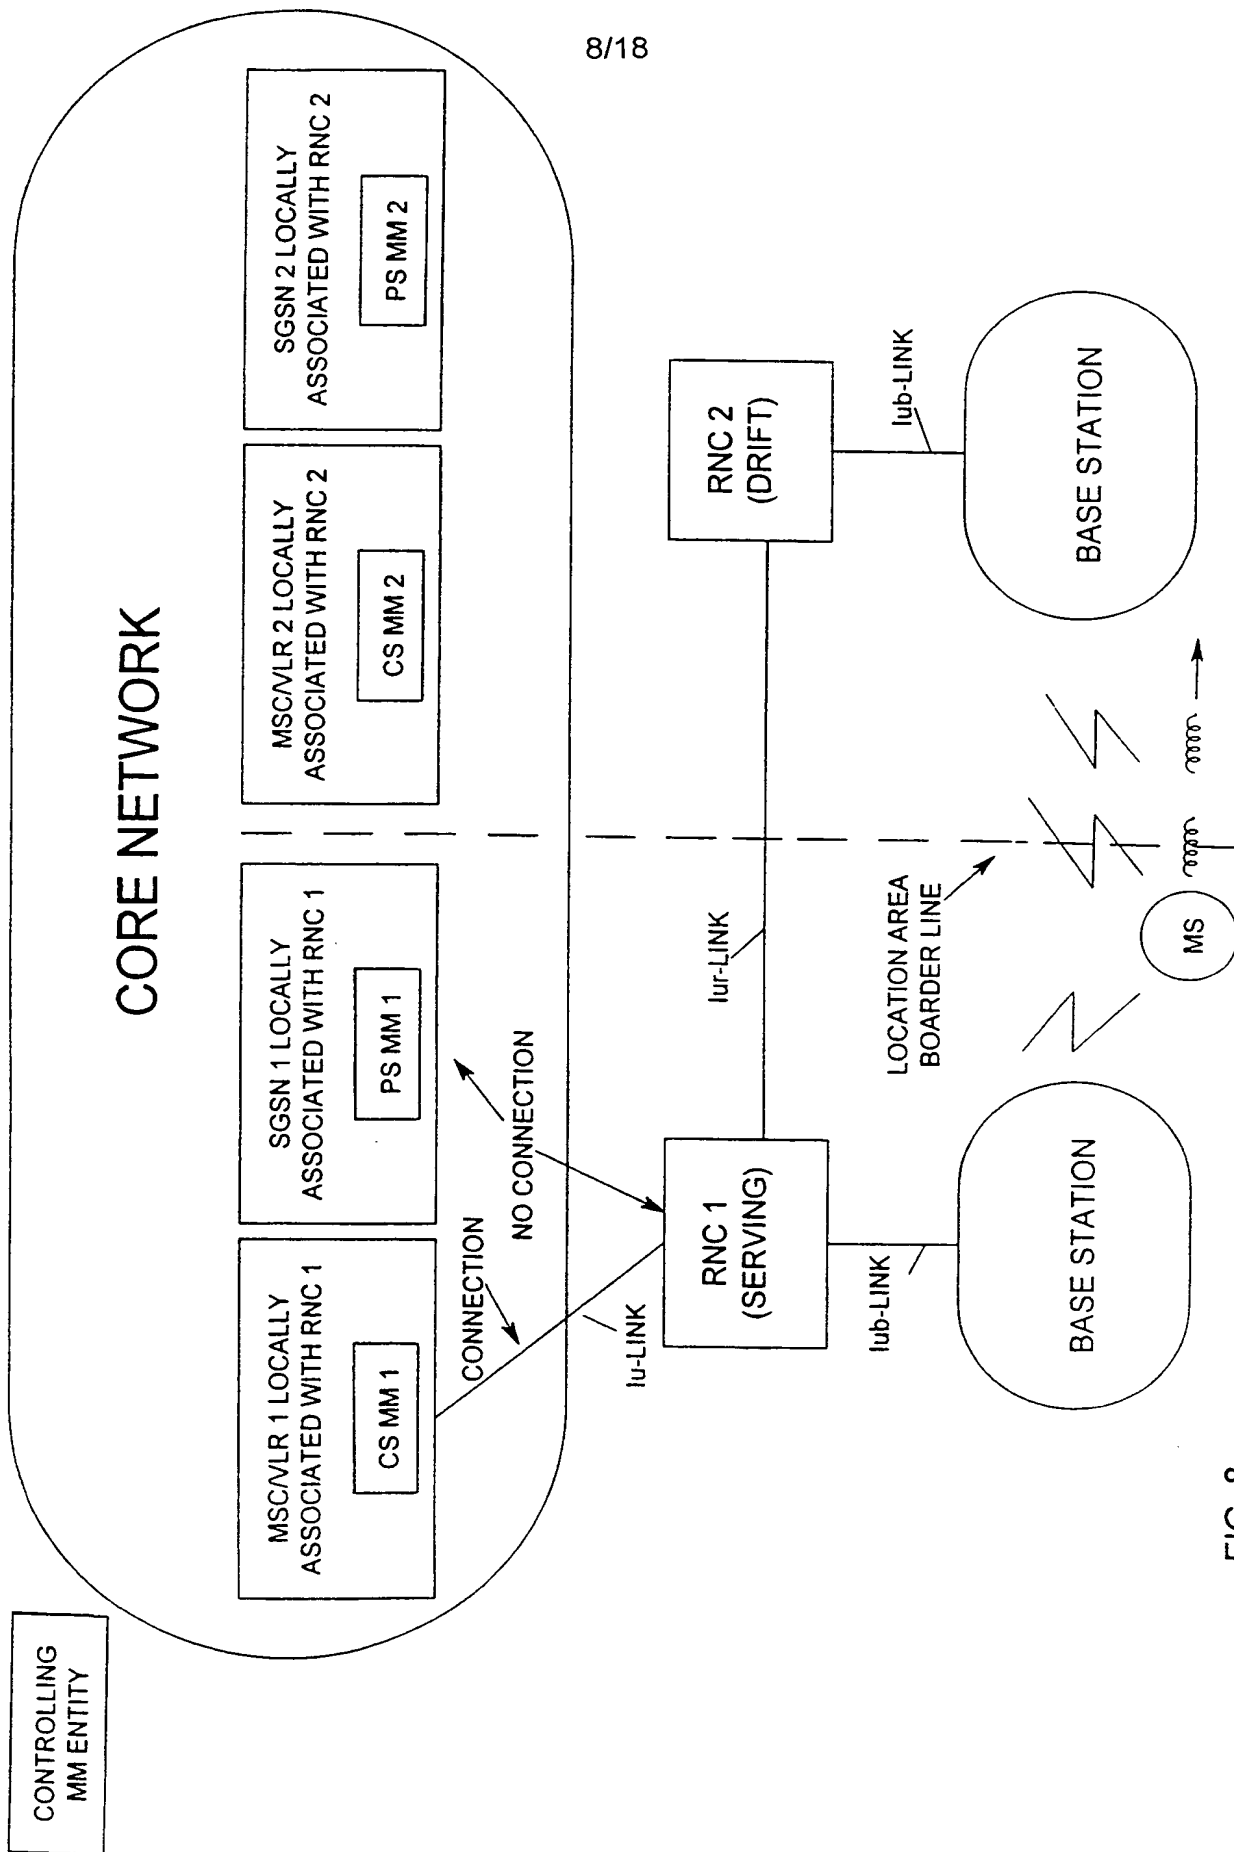 8/18
CONTROLLING
MM ENTITY
CORE NETWORK
MSC/VLR 1 LOCALLY
ASSOCIATED WITH RNC 1
CS MM 1
SGSN 1 LOCALLY
ASSOCIATED WITH RNC 1
PS MM 1
MSC/VLR 2 LOCALLY
ASSOCIATED WITH RNC 2
CS MM 2
SGSN 2 LOCALLY
ASSOCIATED WITH RNC 2
PS MM 2
CONNECTION
NO CONNECTION
Iu-LINK
RNC 1
(SERVING)
Iur-LINK
RNC 2
(DRIFT)
Iub-LINK
Iub-LINK
LOCATION AREA
BOARDER LINE
BASE STATION
MS
BASE STATION
FIG. 8